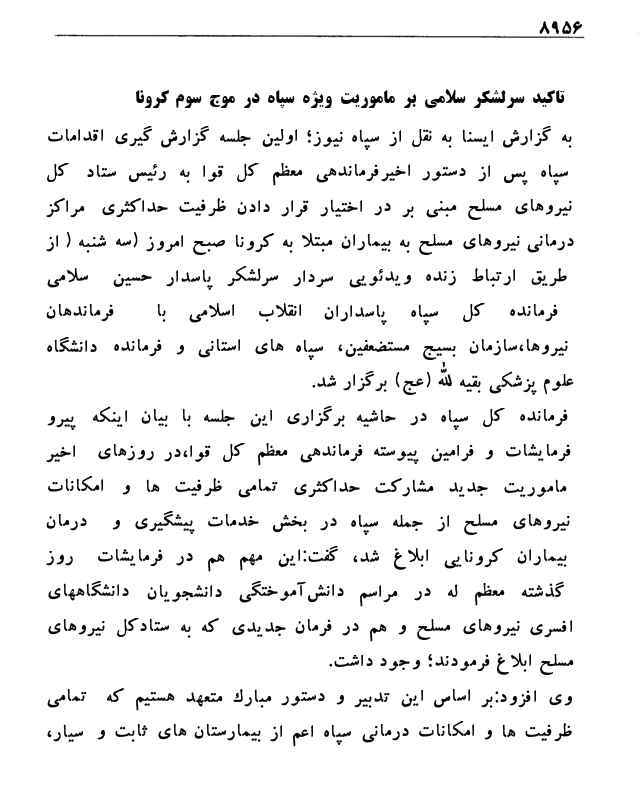 ۸۹۵۶
تاکید سرلشکر سلامی بر ماموریت ویژه سپاه در موج سوم کرونا
به گزارش ایسنا به نقل از سپاه نیوز؛ اولین جلسه گزارش گیری اقدامات
سپاه پس از دستور اخیرفرماندهی معظم کل قوا به رئیس ستاد کل
نیروهای مسلح مبنی بر در اختیار قرار دادن ظرفیت حداکثری مراکز
درمانی نیروهای مسلح به بیماران مبتلا به کرونا صبح امروز (سه شنبه ( از
طریق ارتباط زنده ویدئویی سردار سرلشکر پاسدار حسین سلامی
فرمانده کل سپاه پاسداران انقلاب اسلامی با فرماندهان
نیروها،سازمان بسیج مستضعفین، سپاه های استانی و فرمانده دانشگاه
علوم پزشکی بقیه لله (عج) برگزار شد.
فرمانده کل سپاه در حاشیه برگزاری این جلسه با بیان اینکه پیرو
فرمایشات و فرامین پیوسته فرماندهی معظم کل قوا،در روزهای اخیر
ماموریت جدید مشارکت حداکثری تمامی ظرفیت ها و امکانات
نیروهای مسلح از جمله سپاه در بخش خدمات پیشگیری و درمان
بیماران کرونایی ابلاغ شد، گفت:این مهم هم در فرمایشات روز
گذشته معظم له در مراسم دانش‌آموختگی دانشجویان دانشگاههای
افسری نیروهای مسلح و هم در فرمان جدیدی که به ستادکل نیروهای
مسلح ابلاغ فرمودند؛ وجود داشت.
وی افزود:بر اساس این تدبیر و دستور مبارك متعهد هستیم که تمامی
ظرفیت ها و امکانات درمانی سپاه اعم از بیمارستان های ثابت و سیار،